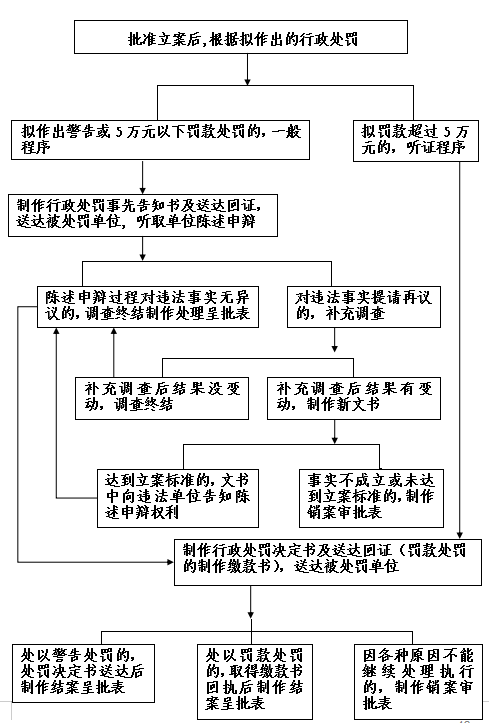 批准立案后,根据拟作出的行政处罚
拟作出警告或5万元以下罚款处罚的,一般
程序
拟罚款超过5万
元的，听证程序
制作行政处罚事先告知书及送达回证,
送达被处罚单位，听取单位陈述申辩
陈述申辩过程对违法事实无异
议的,调查终结制作处理呈批表
对违法事实提请再议
的，补充调查
补充调查后结果没变
动，调查终结
补充调查后结果有变
动，制作新文书
达到立案标准的，文书
中向违法单位告知陈
述申辩权利
事实不成立或未达
到立案标准的,制作
销案审批表
制作行政处罚决定书及送达回证（罚款处罚
的制作缴款书），送达被处罚单位
处以警告处罚的，
处罚决定书送达后
制作结案呈批表
处以罚款处罚
的,取得缴款书
回执后制作结
案呈批表
因各种原因不能
继续处理执行
的，制作销案审
批表